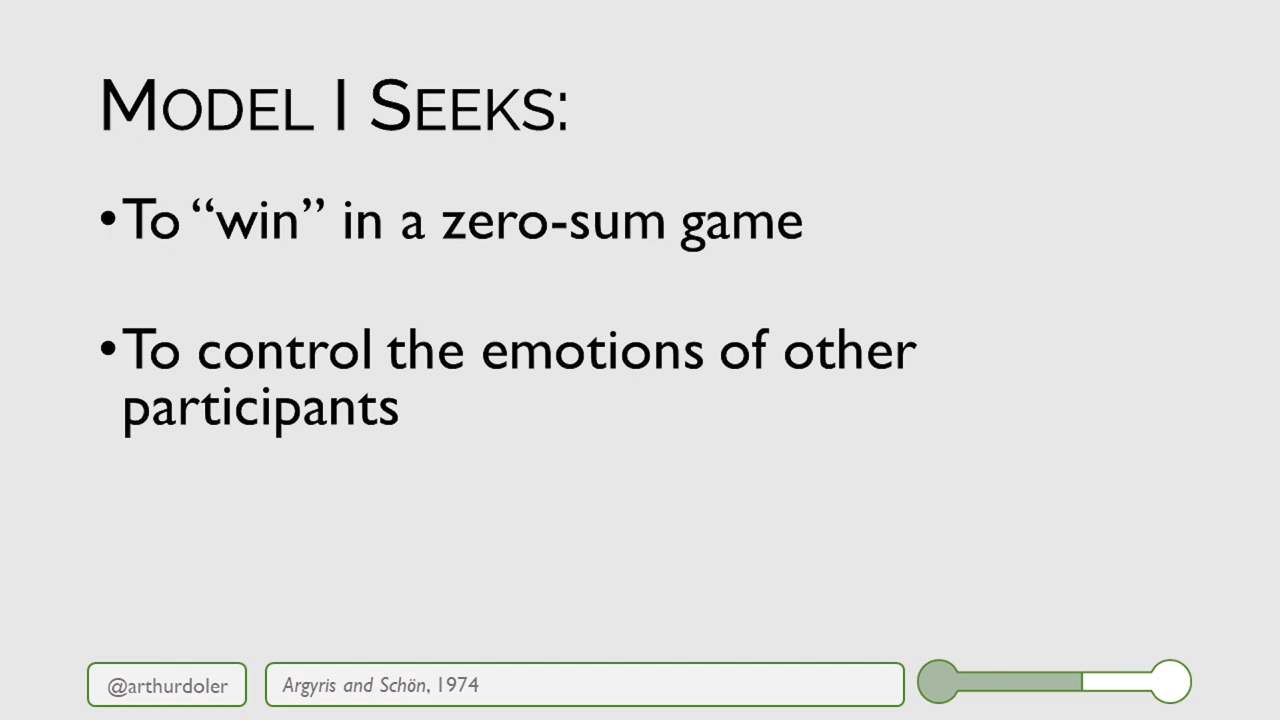 Model I Seeks:
•To “win” in a zero-sum game
•To control the emotions of other
participants
@arthurdoler
Argyris and Schön, 1974